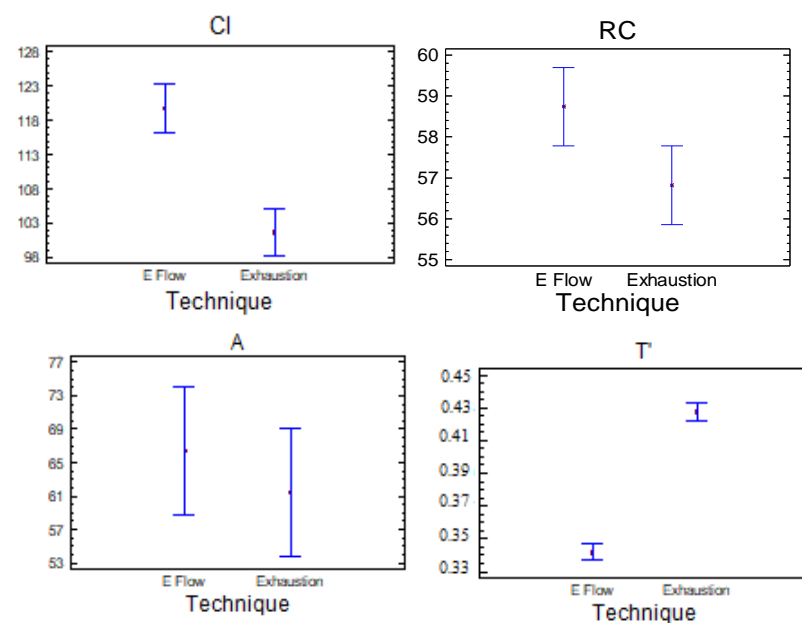 CI
128
123
118
113
108
103
98
E Flow Exhaustion
Technique
RC
60
59
58
57
56
55
E Flow Exhaustion
Technique
A
77
73
69
65
61
57
53
E Flow Exhaustion
Technique
T'
0.45
0.43
0.41
0.39
0.37
0.35
0.33
E Flow Exhaustion
Technique